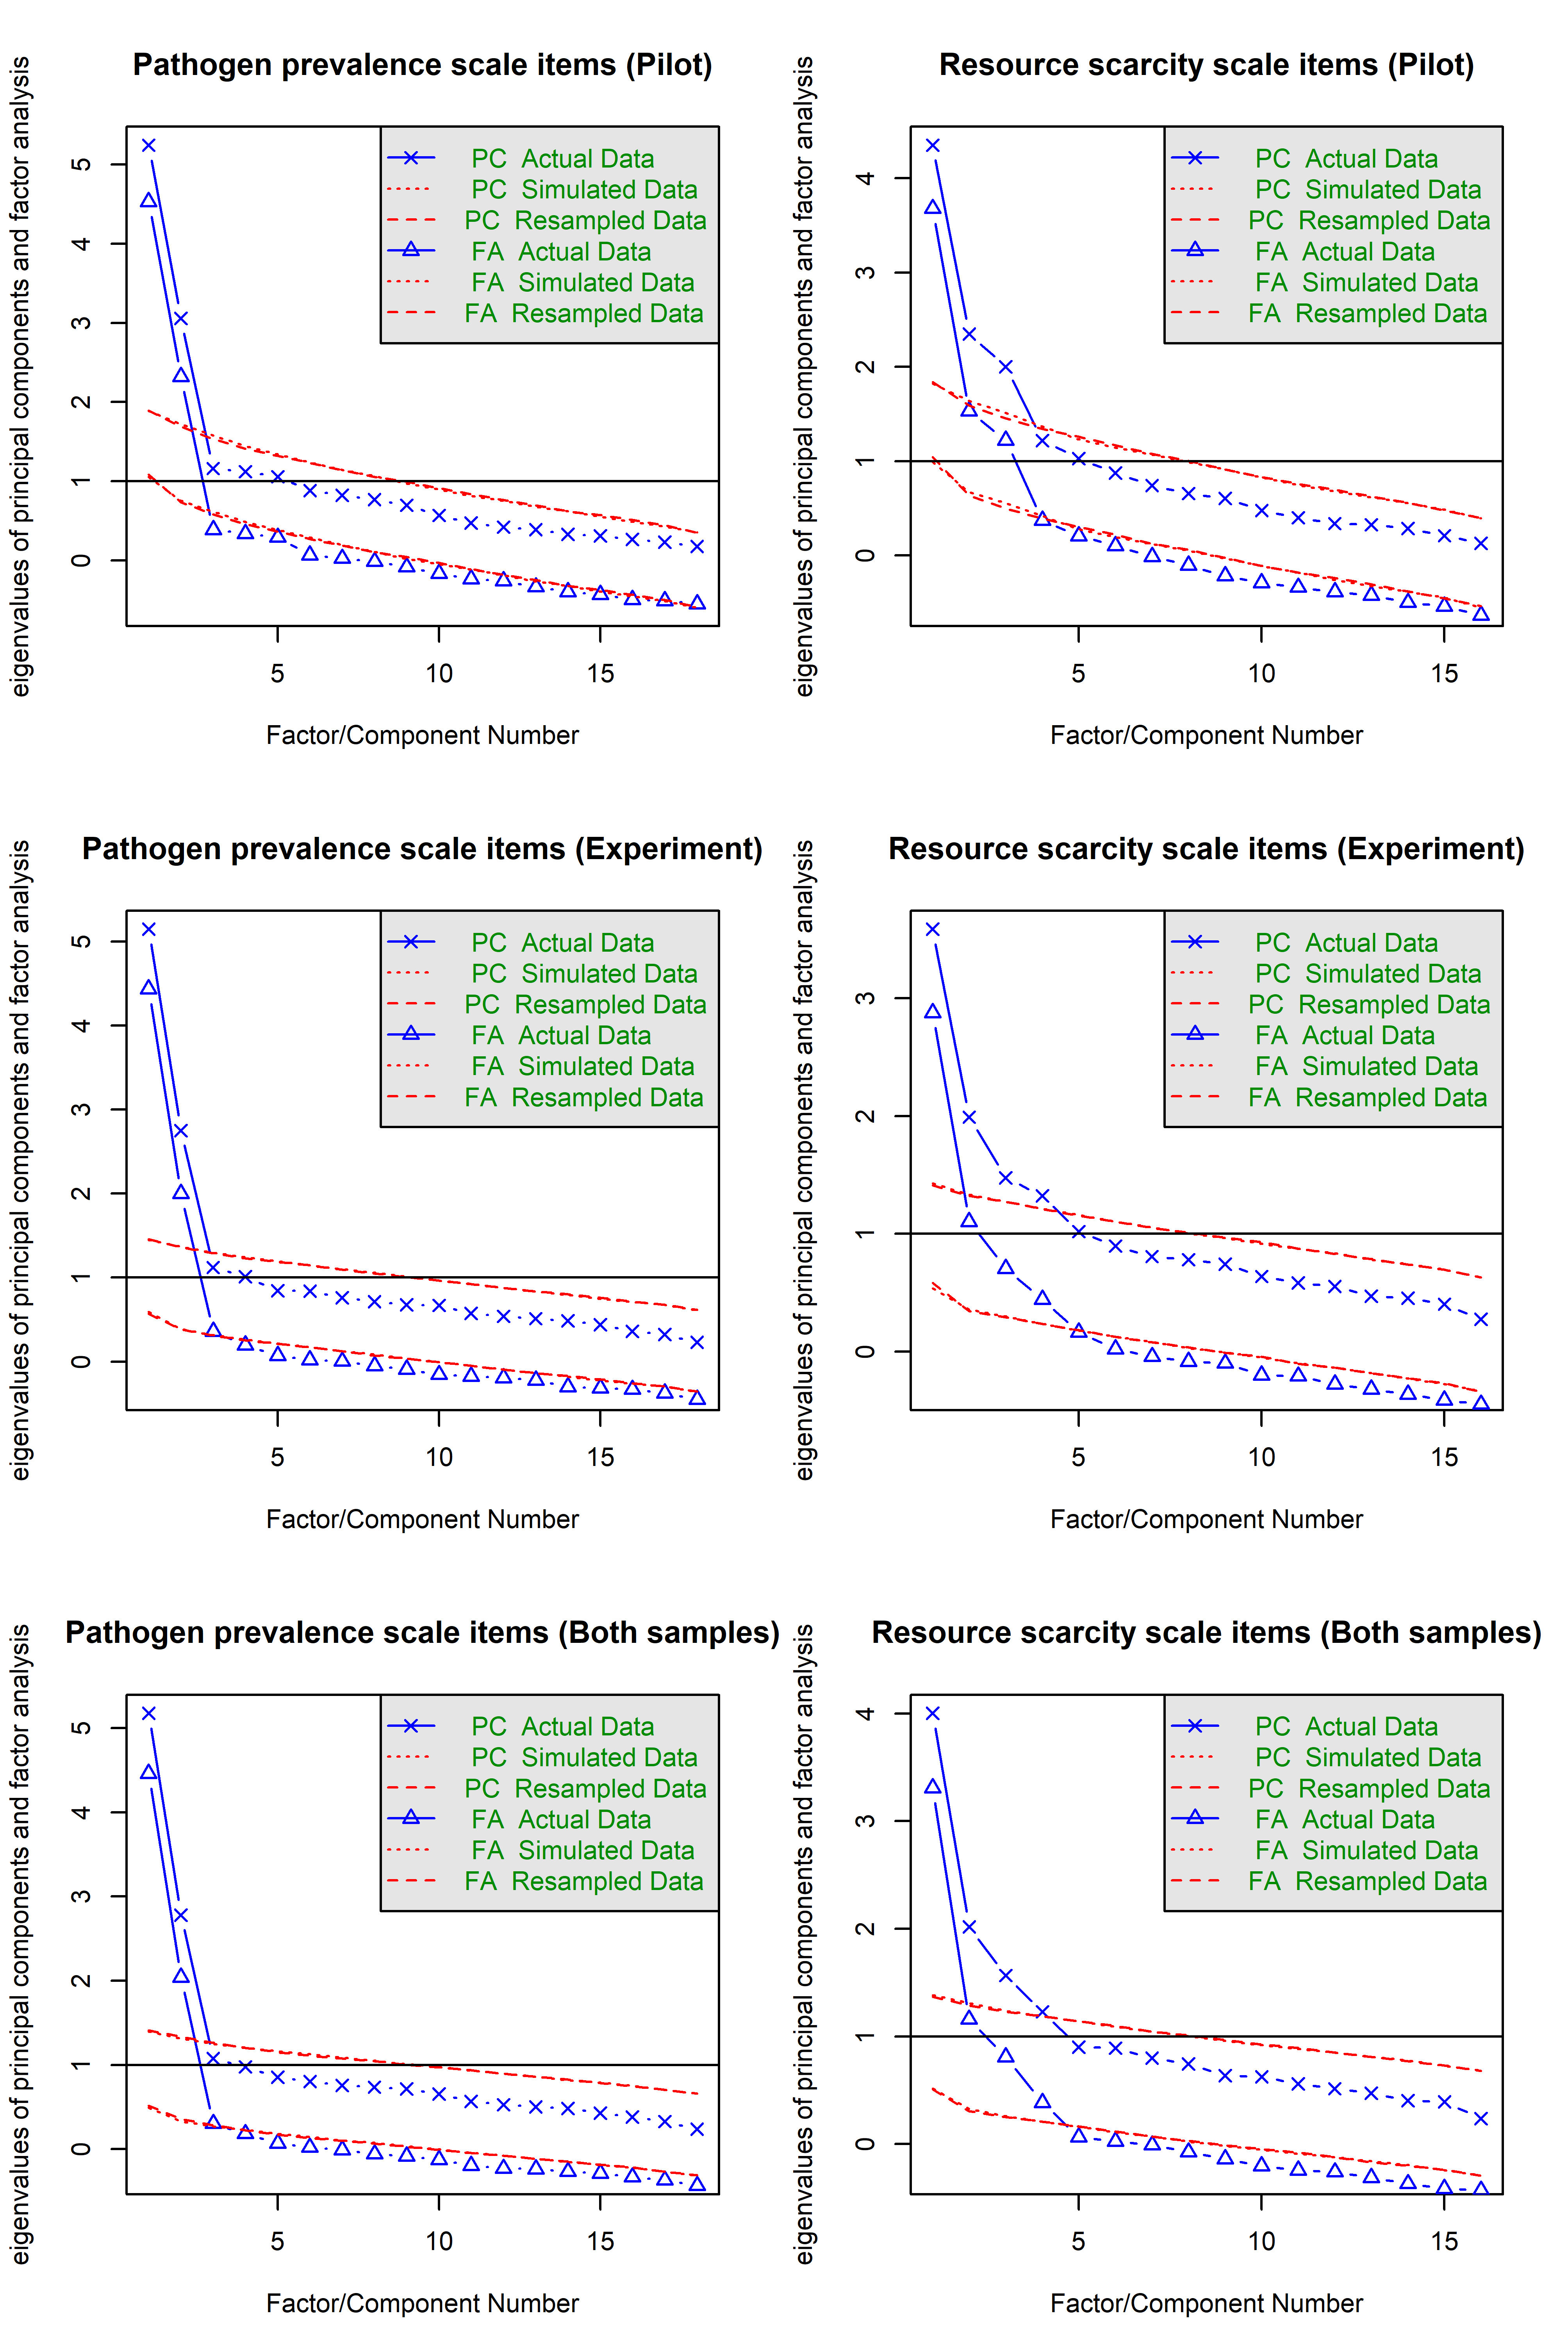 Pathogen prevalence scale items (Pilot)
eigenvalues of principal components and factor analysis
5
4
3
2
1
0
PC Actual Data
PC Simulated Data
PC Resampled Data
FA Actual Data
FA Simulated Data
FA Resampled Data
5 10 15
Factor/Component Number
Resource scarcity scale items (Pilot)
eigenvalues of principal components and factor analysis
4
3
2
1
0
PC Actual Data
PC Simulated Data
PC Resampled Data
FA Actual Data
FA Simulated Data
FA Resampled Data
5 10 15
Factor/Component Number
Pathogen prevalence scale items (Experiment)
eigenvalues of principal components and factor analysis
5
4
3
2
1
0
PC Actual Data
PC Simulated Data
PC Resampled Data
FA Actual Data
FA Simulated Data
FA Resampled Data
5 10 15
Factor/Component Number
Resource scarcity scale items (Experiment)
eigenvalues of principal components and factor analysis
3
2
1
0
PC Actual Data
PC Simulated Data
PC Resampled Data
FA Actual Data
FA Simulated Data
FA Resampled Data
5 10 15
Factor/Component Number
Pathogen prevalence scale items (Both samples)
eigenvalues of principal components and factor analysis
5
4
3
2
1
0
PC Actual Data
PC Simulated Data
PC Resampled Data
FA Actual Data
FA Simulated Data
FA Resampled Data
5 10 15
Factor/Component Number
Resource scarcity scale items (Both samples)
eigenvalues of principal components and factor analysis
4
3
2
1
0
PC Actual Data
PC Simulated Data
PC Resampled Data
FA Actual Data
FA Simulated Data
FA Resampled Data
5 10 15
Factor/Component Number